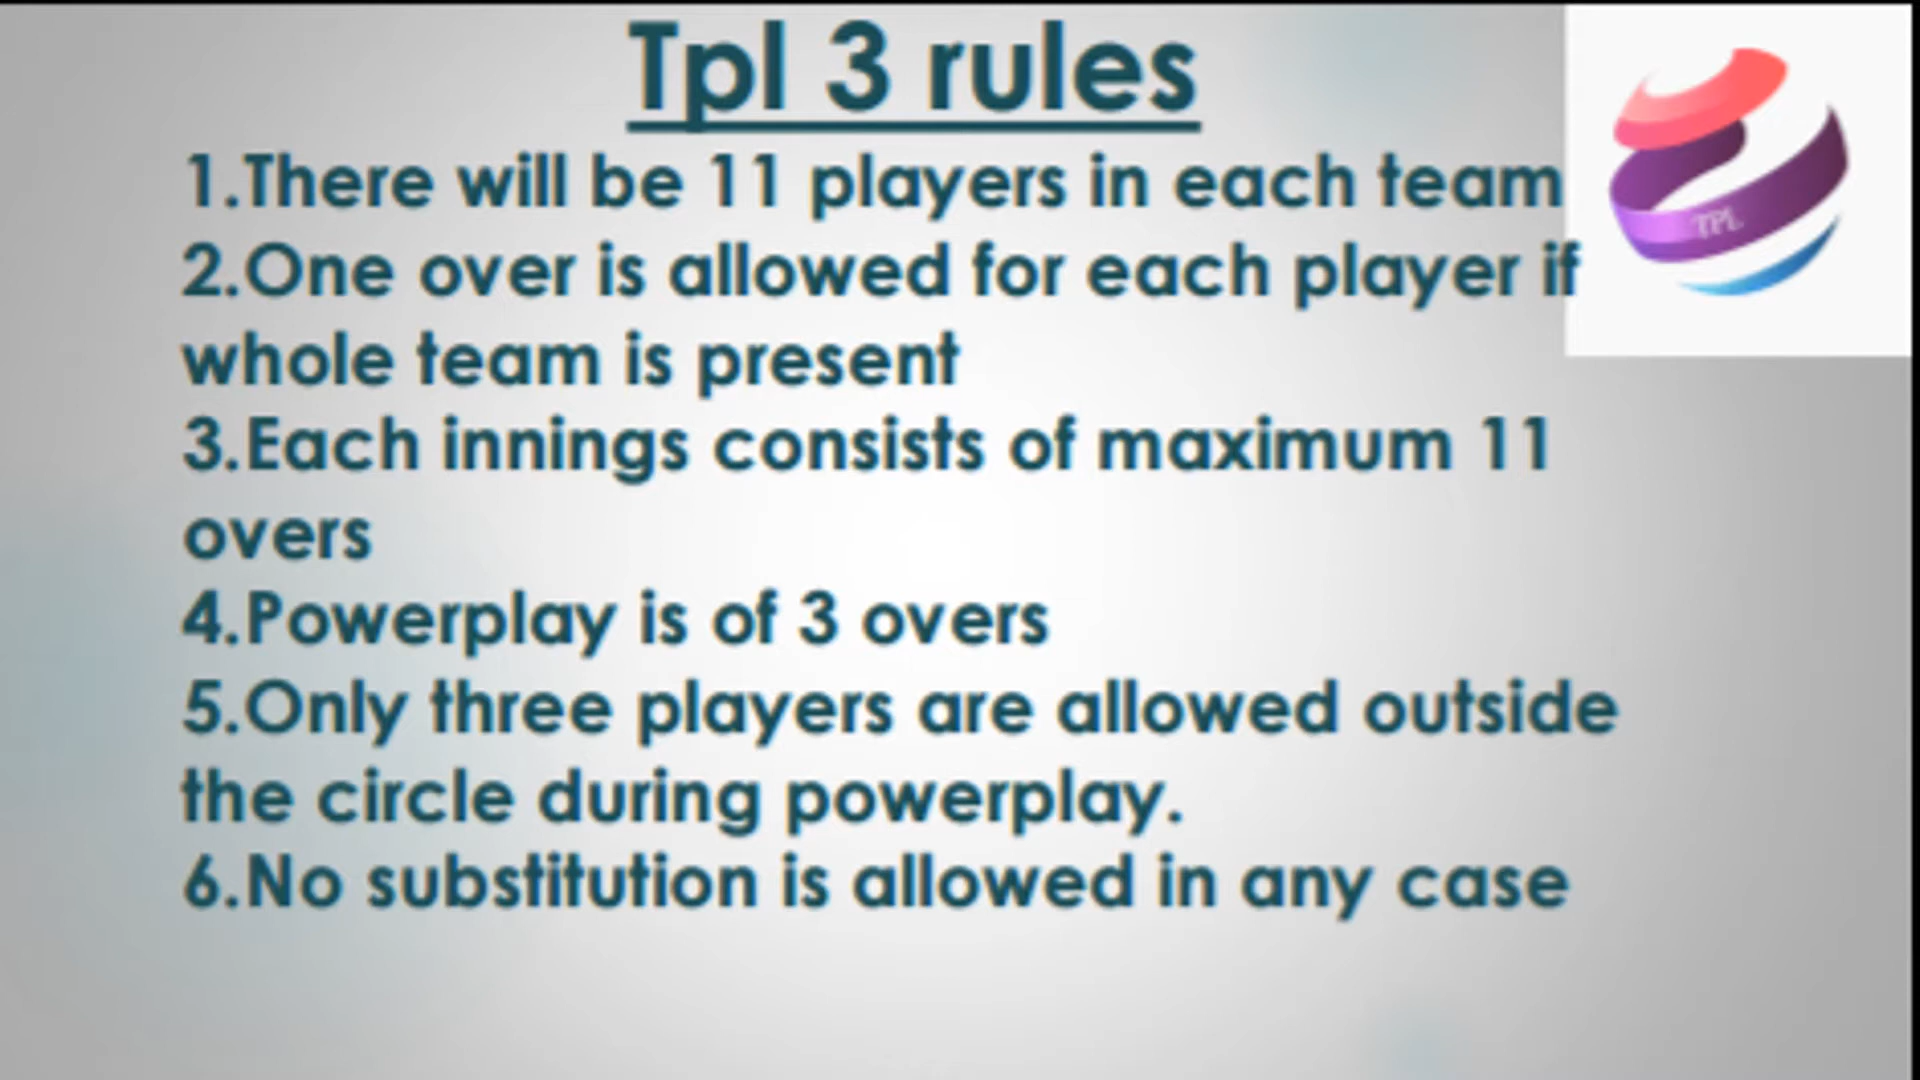 Tpl 3 rules
1.There will be 11 players in each team
2.One over is allowed for each player if
whole team is present
3.Each innings consists of maximum 11
overs
4.Powerplay is of 3 overs
5.Only three players are allowed outside
the circle during powerplay.
6.No substitution is allowed in any case
TPL